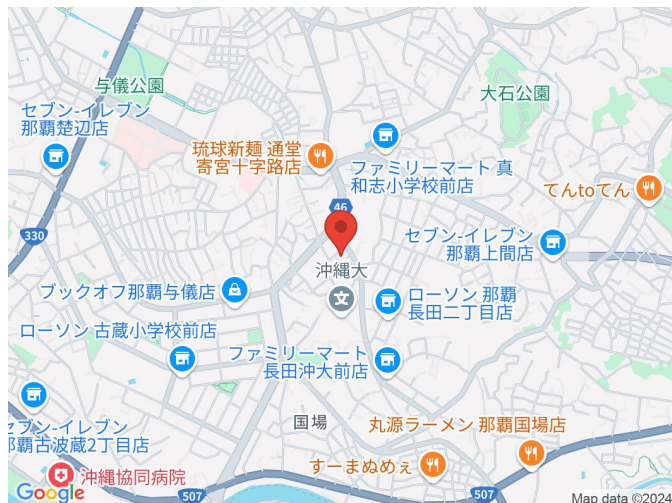 与儀公園
大石公園
セブン-イレブン
那覇楚辺店
琉球新麺 通堂
寄宮十字路店
ファミリーマート 真
和志小学校前店
てんtoてん
46
330
セブン-イレブン
那覇上間店
沖縄大
ブックオフ那覇与儀店
ローソン 那覇
長田二丁目店
ローソン 古蔵小学校前店
ファミリーマート
長田沖大前店
国場
丸源ラーメン 那覇国場店
セブン-イレブン
那覇古波蔵2丁目店
すーまぬめぇ
沖縄協同病院
507
507
Google
Map data ©2024